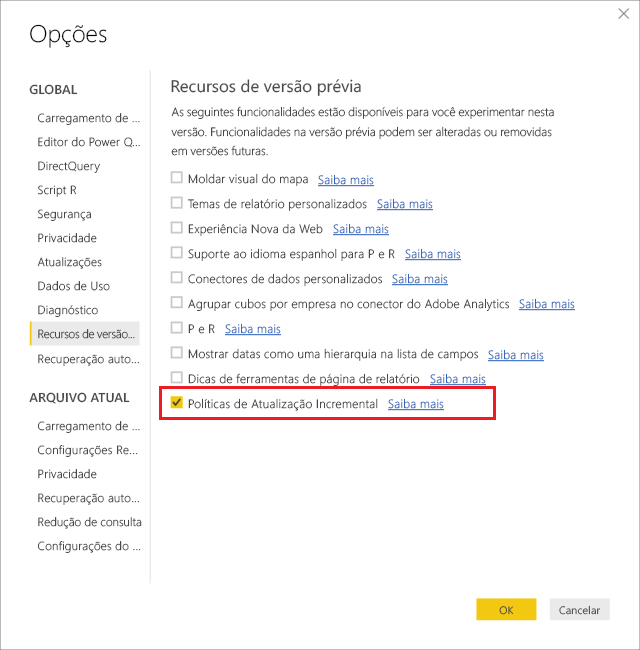 Opções
GLOBAL
Carregamento de ...
Editor do Power Q...
DirectQuery
Script R
Segurança
Privacidade
Atualizações
Dados de Uso
Diagnóstico
Recursos de versão...
Recuperação auto...
ARQUIVO ATUAL
Carregamento de ...
Configurações Re...
Privacidade
Recuperação auto...
Redução de consulta
Configurações do ...
Recursos de versão prévia
As seguintes funcionalidades estão disponíveis para você experimentar nesta
versão. Funcionalidades na versão prévia podem ser alteradas ou removidas
em versões futuras.
Moldar visual do mapa Saiba mais
Temas de relatório personalizados Saiba mais
Experiência Nova da Web Saiba mais
Suporte ao idioma espanhol para P e R Saiba mais
Conectores de dados personalizados Saiba mais
Agrupar cubos por empresa no conector do Adobe Analytics Saiba mais
P e R Saiba mais
Mostrar datas como uma hierarquia na lista de campos Saiba mais
Dicas de ferramentas de página de relatório Saiba mais
Políticas de Atualização Incremental Saiba mais
OK
Cancelar